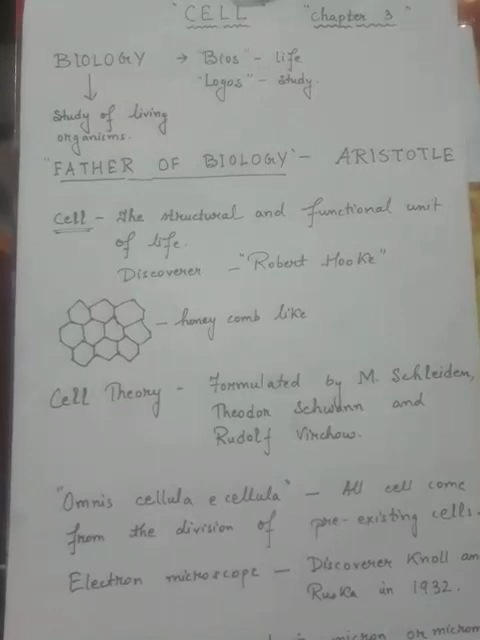 "CELL "Chapter 3"
BIOLOGY → "Bios" - life
"Logos" - study.
Study of living
organisms.
"FATHER OF BIOLOGY" - ARISTOTLE
Cell - The structural and functional unit
of life.
Discoverer - "Robert Hooke"
- honey comb like
Cell Theory - Formulated by M. Schleiden,
Theodor Schwann and
Rudolf Virchow.
"Omnis cellula e cellula" - All cell come
from the division of pre-existing cells.
Electron microscope - Discoverer Knoll an
Ruska in 1932.
micron or microm